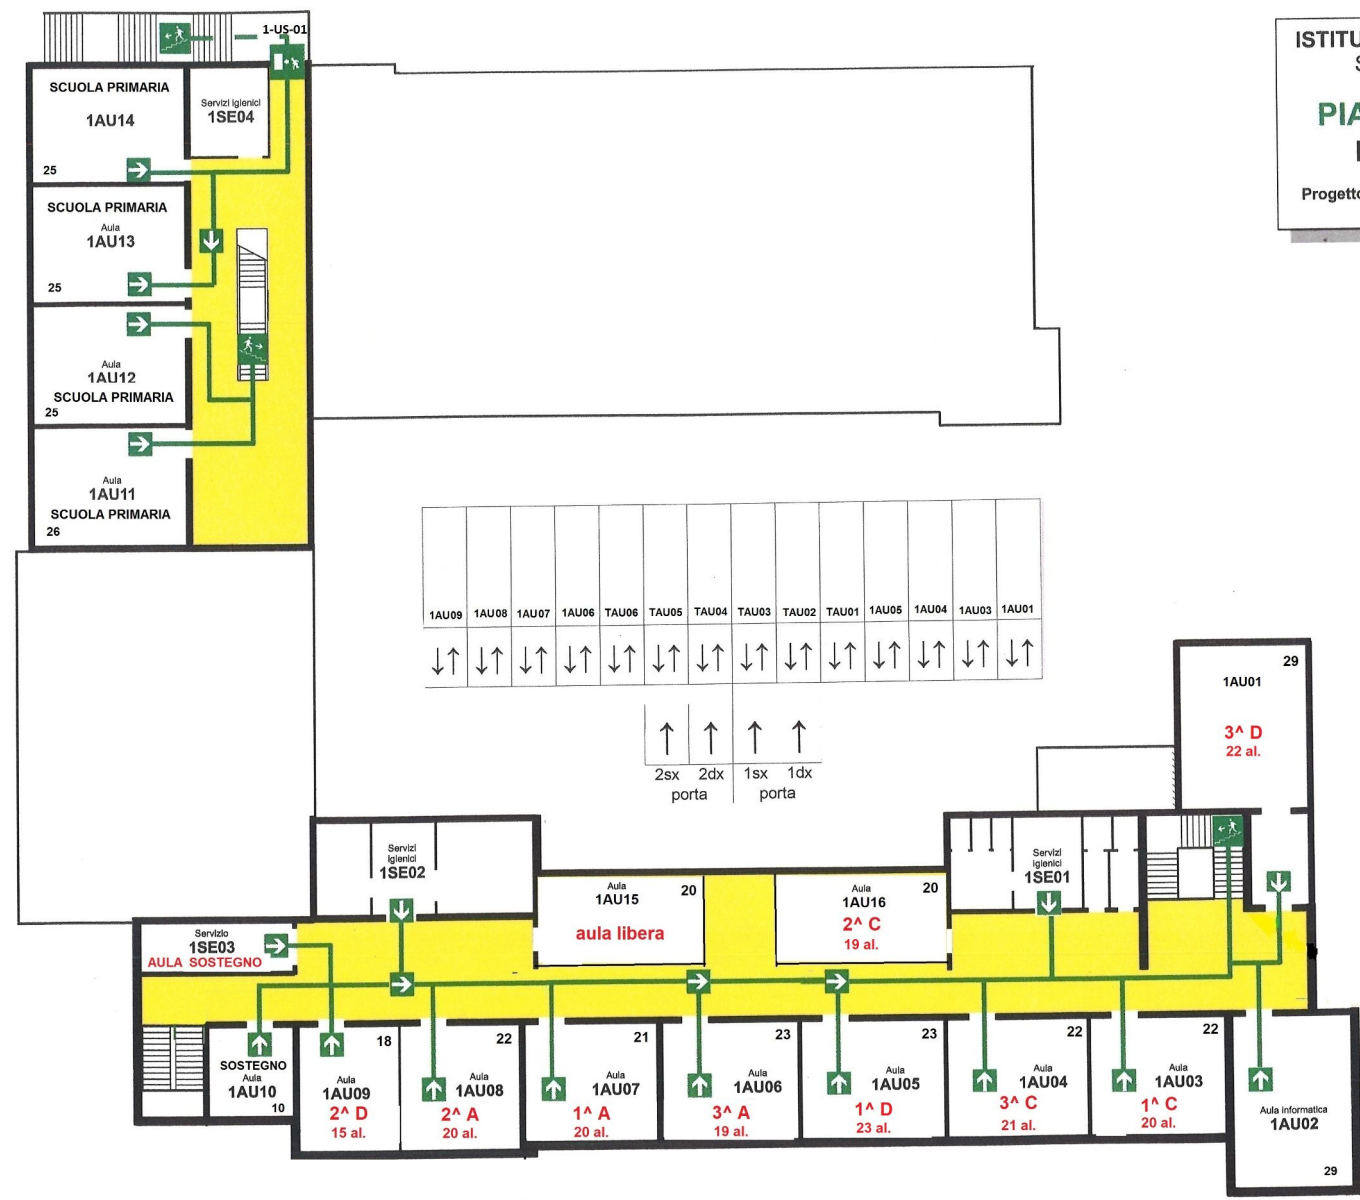 1-US-01
ISTITU
S
PIA
Progetto
SCUOLA PRIMARIA
1AU14
25
Servizi igienici
1SE04
SCUOLA PRIMARIA
Aula
1AU13
25
Aula
1AU12
SCUOLA PRIMARIA
25
Aula
1AU11
SCUOLA PRIMARIA
26
1AU09 1AU08 1AU07 1AU06 TAU06 TAU05 TAU04 TAU03 TAU02 TAU01 1AU05 1AU04 1AU03 1AU01
2sx 2dx 1sx 1dx
porta porta
29
1AU01
3^ D
22 al.
Servizi
igienici
1SE02
Aula
1AU15
20
aula libera
Aula
1AU16
20
2^ C
19 al.
Servizi
igienici
1SE01
Servizio
1SE03
AULA SOSTEGNO
SOSTEGNO
Aula
1AU10
10
18
Aula
1AU09
2^ D
15 al.
22
Aula
1AU08
2^ A
20 al.
21
Aula
1AU07
1^ A
20 al.
23
Aula
1AU06
3^ A
19 al.
23
Aula
1AU05
1^ D
23 al.
22
Aula
1AU04
3^ C
21 al.
22
Aula
1AU03
1^ C
20 al.
Aula informatica
1AU02
29